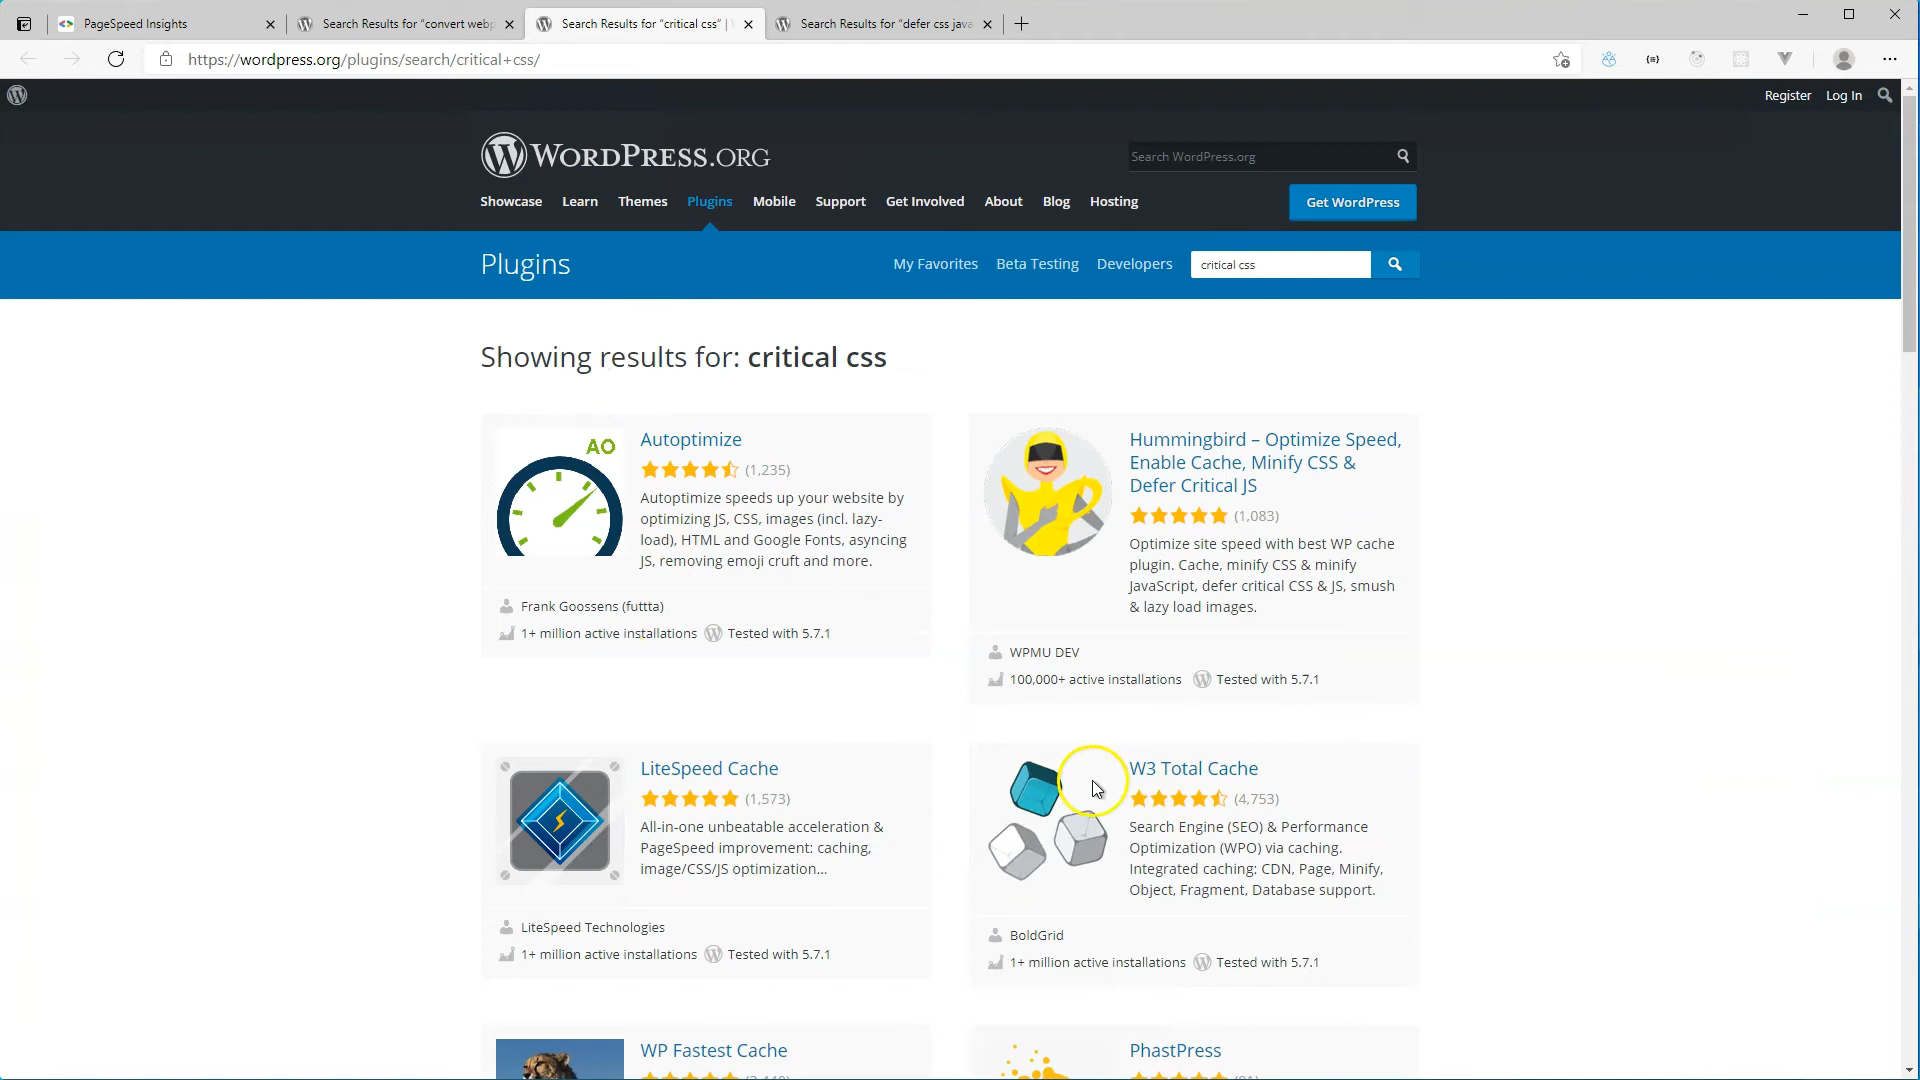 PageSpeed Insights
Search Results for "convert webp
Search Results for "critical css" |
Search Results for "defer css java
https://wordpress.org/plugins/search/critical+css/
Register Log In
WORDPRESS.ORG
Search WordPress.org
Showcase Learn Themes Plugins Mobile Support Get Involved About Blog Hosting
Get WordPress
Plugins
My Favorites Beta Testing Developers
critical css
Showing results for: critical css
AO
Autoptimize
(1,235)
Autoptimize speeds up your website by
optimizing JS, CSS, images (incl. lazy-
load), HTML and Google Fonts, asyncing
JS, removing emoji cruft and more.
Frank Goossens (futtta)
1+ million active installations Tested with 5.7.1
Hummingbird – Optimize Speed,
Enable Cache, Minify CSS &
Defer Critical JS
(1,083)
Optimize site speed with best WP cache
plugin. Cache, minify CSS & minify
JavaScript, defer critical CSS & JS, smush
& lazy load images.
WPMU DEV
100,000+ active installations Tested with 5.7.1
LiteSpeed Cache
(1,573)
All-in-one unbeatable acceleration &
PageSpeed improvement: caching,
image/CSS/JS optimization...
LiteSpeed Technologies
1+ million active installations Tested with 5.7.1
W3 Total Cache
(4,753)
Search Engine (SEO) & Performance
Optimization (WPO) via caching.
Integrated caching: CDN, Page, Minify,
Object, Fragment, Database support.
BoldGrid
1+ million active installations Tested with 5.7.1
WP Fastest Cache
PhastPress